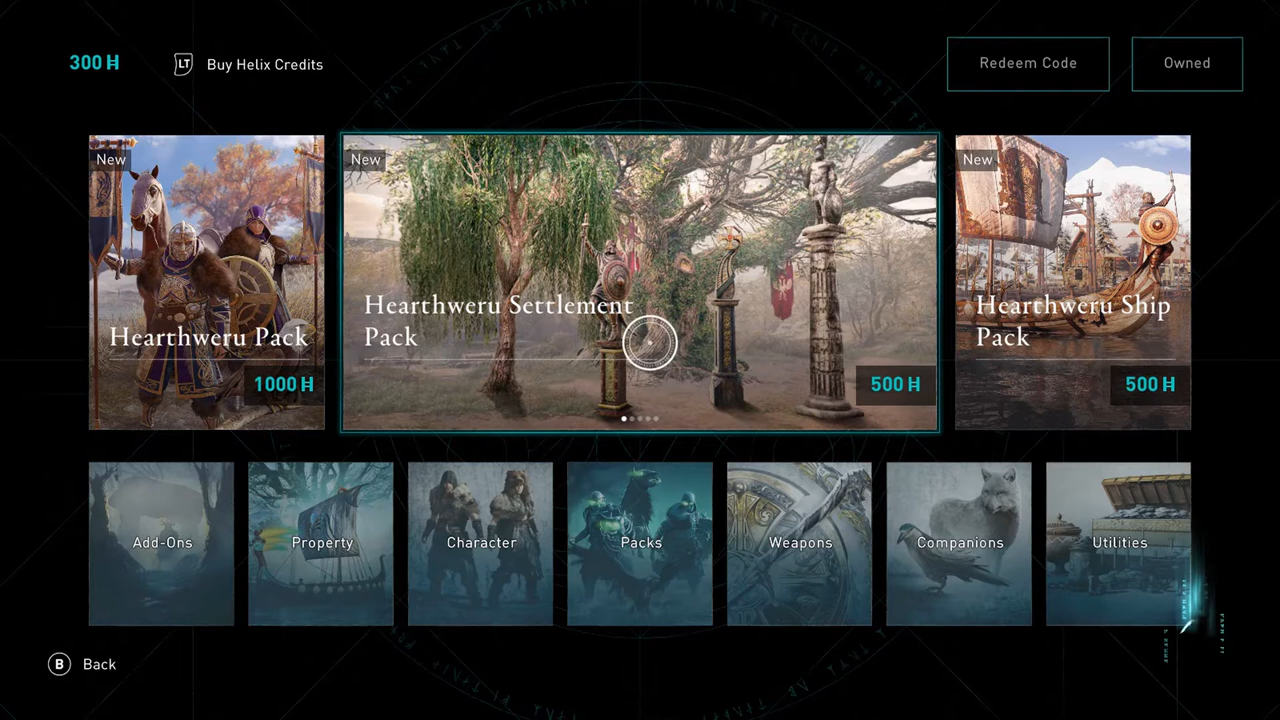 300 H
LT Buy Helix Credits
Redeem Code
Owned
New
Hearthweru Pack
1000 H
New
Hearthweru Settlement
Pack
500 H
New
Hearthweru Ship
Pack
500 H
Add-Ons
Property
Character
Packs
Weapons
Companions
Utilities
B Back